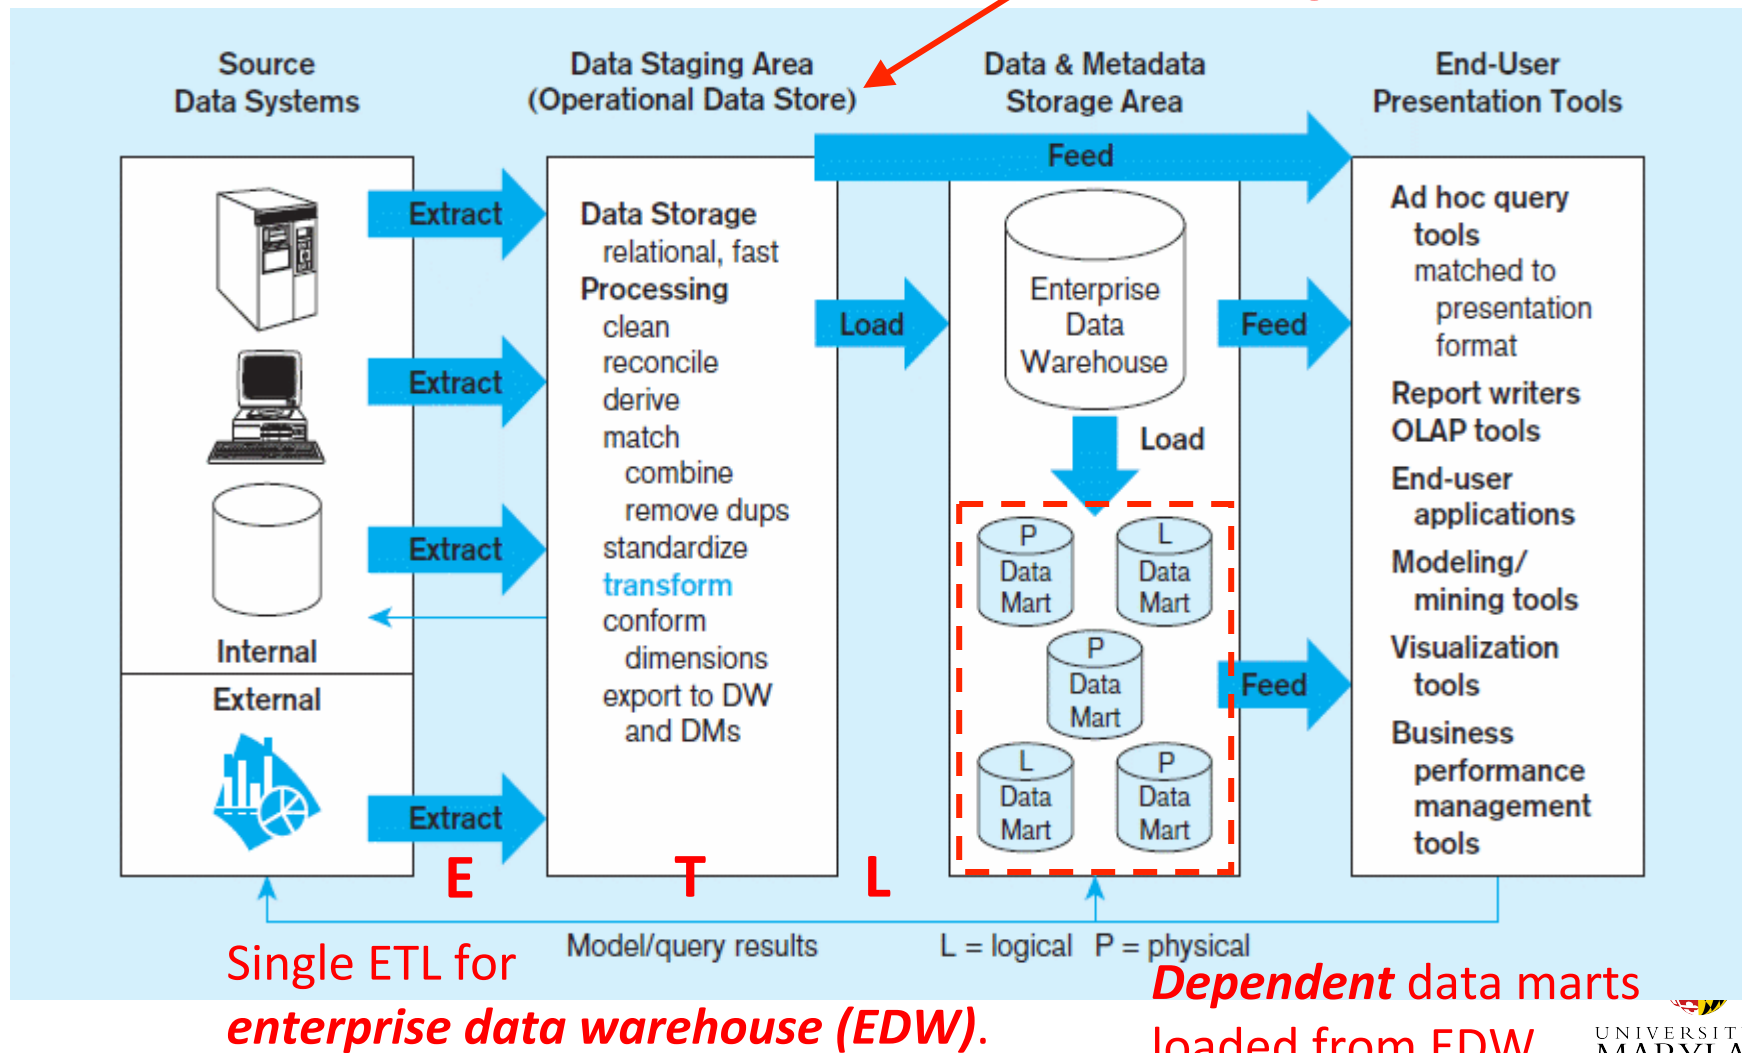 Source
Data Systems
Data Staging Area
(Operational Data Store)
Data & Metadata
Storage Area
End-User
Presentation Tools
Feed
Extract
Extract
Extract
Extract
Internal
External
Data Storage
relational, fast
Processing
clean
reconcile
derive
match
combine
remove dups
standardize
transform
conform
dimensions
export to DW
and DMs
Load
Enterprise
Data
Warehouse
Load
P
Data
Mart
L
Data
Mart
P
Data
Mart
L
Data
Mart
P
Data
Mart
Feed
Feed
Ad hoc query
tools
matched to
presentation
format
Report writers
OLAP tools
End-user
applications
Modeling/
mining tools
Visualization
tools
Business
performance
management
tools
E
T
L
Model/query results
L = logical P = physical
Single ETL for
enterprise data warehouse (EDW).
Dependent data marts
loaded from EDW
UNIVERSIT
MARYLA